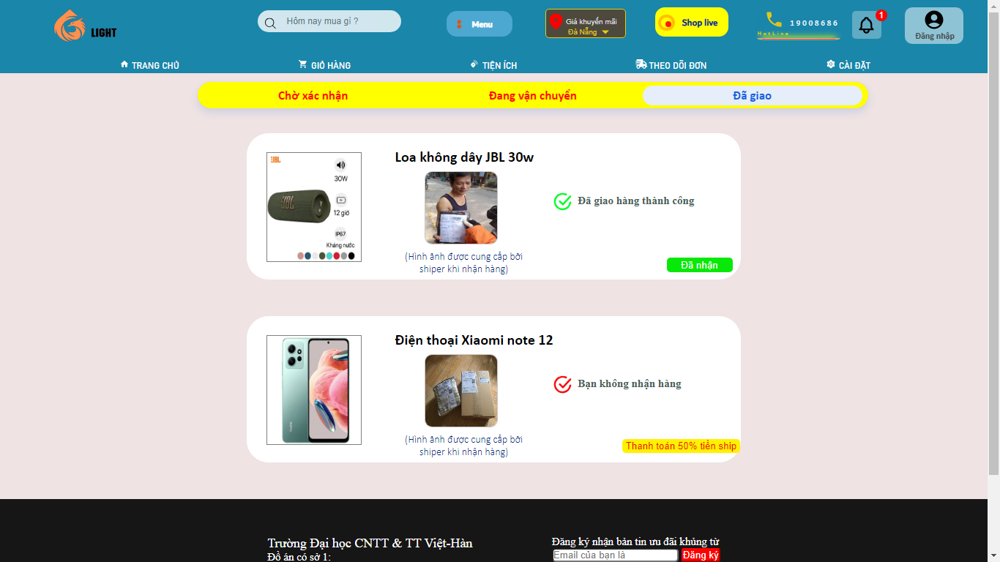 LIGHT
Hôm nay mua gì ?
Menu
Giá khuyến mãi
Đà Nẵng
Shop live
19008686
HotLine
1
Đăng nhập
TRANG CHỦ
GIỎ HÀNG
TIỆN ÍCH
THEO DÕI ĐƠN
CÀI ĐẶT
Chờ xác nhận
Đang vận chuyển
Đã giao
Loa không dây JBL 30w
JBL
30W
JBL
12 giờ
IP67
Kháng nước
Đã giao hàng thành công
(Hình ảnh được cung cấp bởi
shiper khi nhận hàng)
Đã nhận
Điện thoại Xiaomi note 12
Bạn không nhận hàng
(Hình ảnh được cung cấp bởi
shiper khi nhận hàng)
Thanh toán 50% tiền ship
Trường Đại học CNTT & TT Việt-Hàn
Đồ án cơ sở 1:
Đăng ký nhận bản tin ưu đãi khủng từ
Email của bạn là
Đăng ký